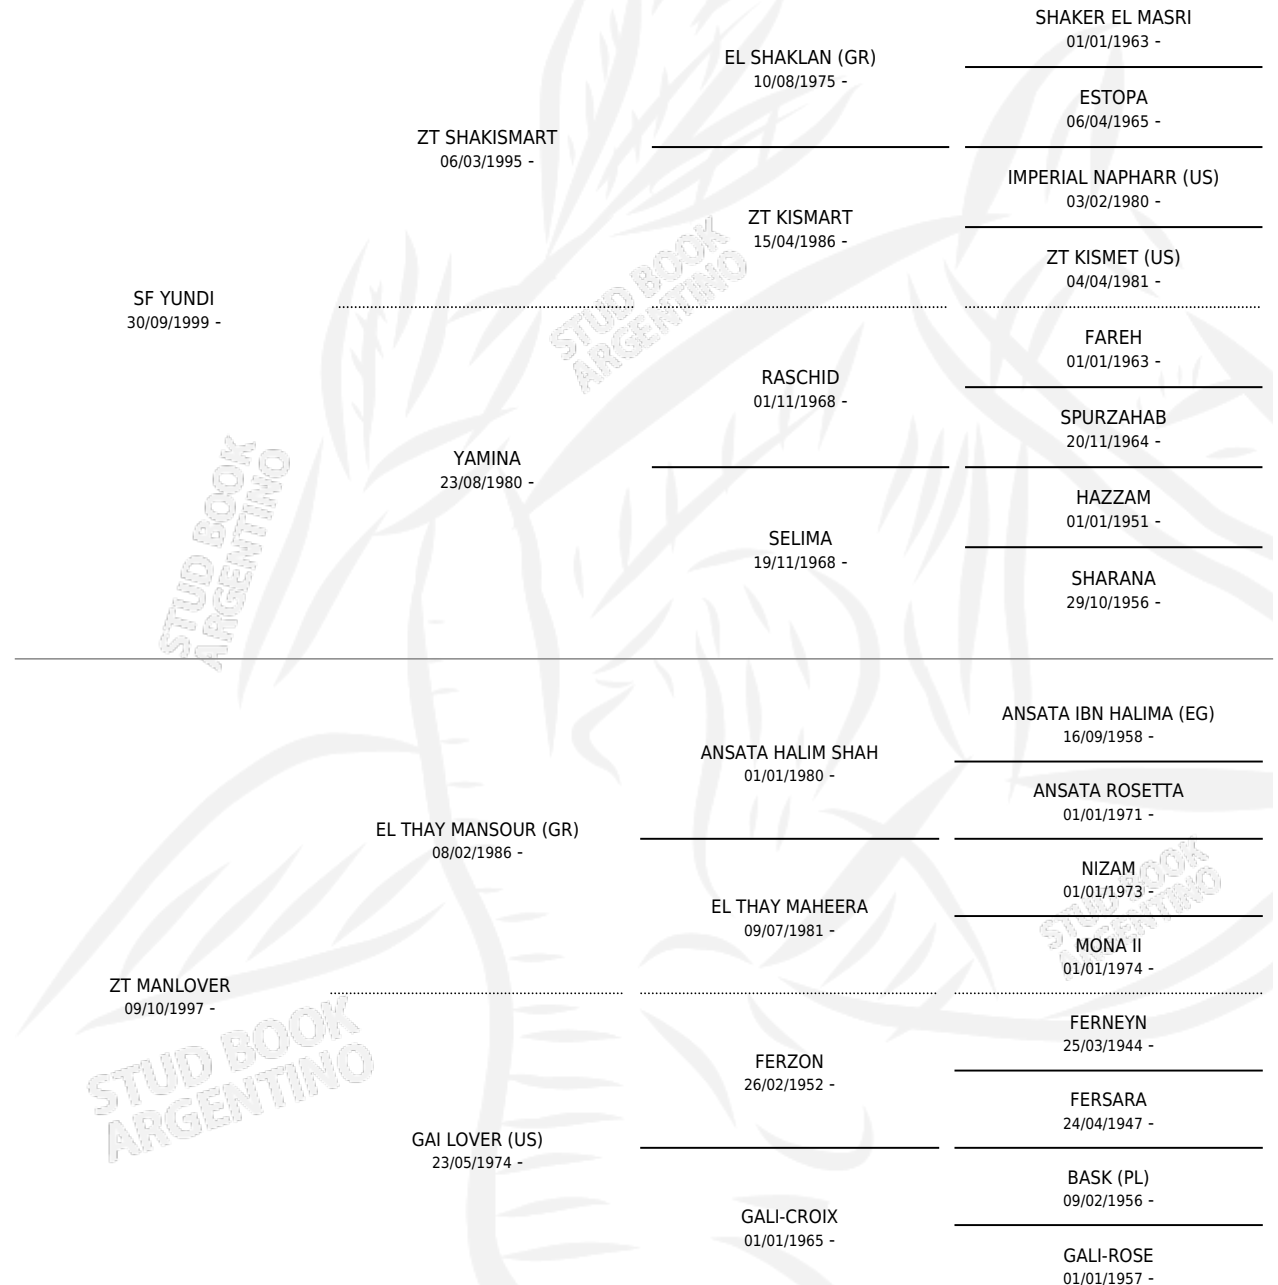 SHAKER EL MASRI
01/01/1963 -
EL SHAKLAN (GR)
10/08/1975 -
ESTOPA
06/04/1965 -
ZT SHAKISMART
06/03/1995 -
IMPERIAL NAPHARR (US)
03/02/1980 -
ZT KISMART
15/04/1986 -
ZT KISMET (US)
04/04/1981 -
SF YUNDI
30/09/1999 -
FAREH
01/01/1963 -
RASCHID
01/11/1968 -
SPURZAHAB
20/11/1964 -
YAMINA
23/08/1980 -
HAZZAM
01/01/1951 -
SELIMA
19/11/1968 -
SHARANA
29/10/1956 -
STUD BOOK
ARGENTINO
STUD BOOK
ARGENTINO
ANSATA IBN HALIMA (EG)
16/09/1958 -
ANSATA HALIM SHAH
01/01/1980 -
ANSATA ROSETTA
01/01/1971 -
EL THAY MANSOUR (GR)
08/02/1986 -
NIZAM
01/01/1973 -
EL THAY MAHEERA
09/07/1981 -
MONA II
01/01/1974 -
STUD BOOK
ARGENTINO
ZT MANLOVER
09/10/1997 -
FERNEYN
25/03/1944 -
FERZON
26/02/1952 -
FERSARA
24/04/1947 -
STUD BOOK
ARGENTINO
GAI LOVER (US)
23/05/1974 -
BASK (PL)
09/02/1956 -
GALI-CROIX
01/01/1965 -
GALI-ROSE
01/01/1957 -